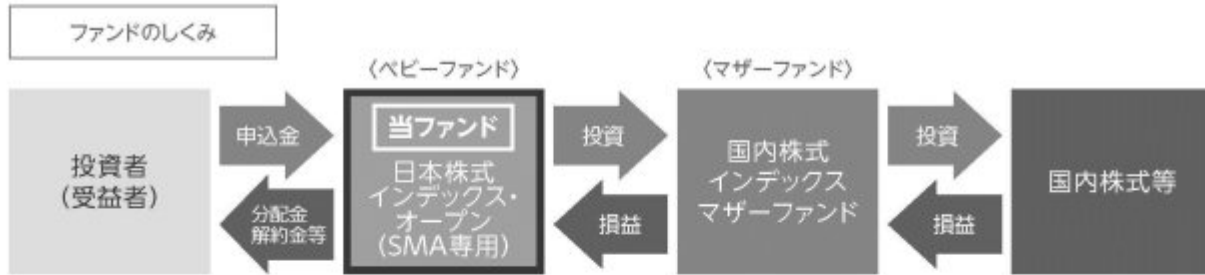 ファンドのしくみ
〈ベビーファンド〉
〈マザーファンド〉
投資者
(受益者)
申込金
分配金
解約金等
当ファンド
日本株式
インデックス・
オープン
(SMA専用)
投資
損益
国内株式
インデックス
マザーファンド
投資
損益
国内株式等